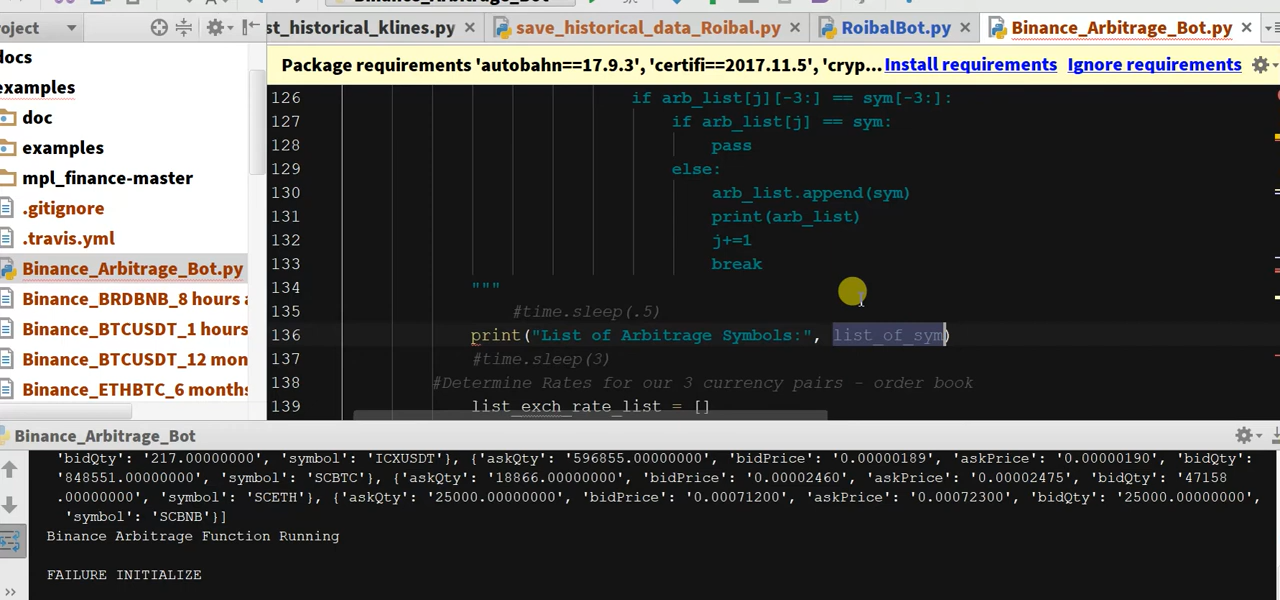 Binance_Arbitrage_Bot
roject
st_historical_klines.py
save_historical_data_Roibal.py
RoibalBot.py
Binance_Arbitrage_Bot.py
Package requirements 'autobahn==17.9.3', 'certifi==2017.11.5', 'cryp... Install requirements Ignore requirements
docs
examples
doc
examples
mpl_finance-master
.gitignore
.travis.yml
Binance_Arbitrage_Bot.py
Binance_BRDBNB_8 hours a
Binance_BTCUSDT_1 hours
Binance_BTCUSDT_12 mon
Binance_ETHBTC_6 months
126 if arb_list[j][-3:] == sym[-3:]:
127 if arb_list[j] == sym:
128 pass
129 else:
130 arb_list.append(sym)
131 print(arb_list)
132 j+=1
133 break
134 """
135 #time.sleep(.5)
136 print("List of Arbitrage Symbols:", list_of_sym)
137 #time.sleep(3)
138 #Determine Rates for our 3 currency pairs - order book
139 list_exch_rate_list = []
Binance_Arbitrage_Bot
'bidQty': '217.00000000', 'symbol': 'ICXUSDT'}, {'askQty': '596855.00000000', 'bidPrice': '0.00000189', 'askPrice': '0.00000190', 'bidQty':
'848551.00000000', 'symbol': 'SCBTC'}, {'askQty': '18866.00000000', 'bidPrice': '0.00002460', 'askPrice': '0.00002475', 'bidQty': '47158
.00000000', 'symbol': 'SCETH'}, {'askQty': '25000.00000000', 'bidPrice': '0.00071200', 'askPrice': '0.00072300', 'bidQty': '25000.00000000',
'symbol': 'SCBNB'}]
Binance Arbitrage Function Running
FAILURE INITIALIZE